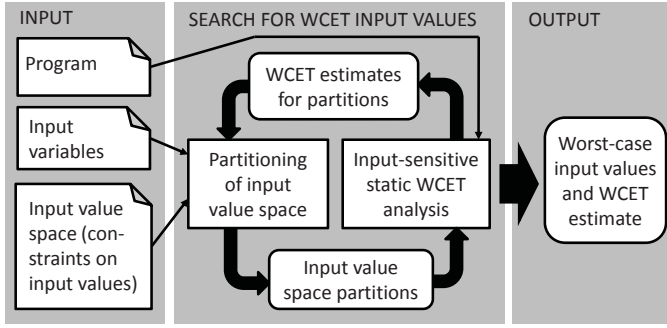 INPUT
Program
Input
variables
Input value
space (con-
straints on
input values)
SEARCH FOR WCET INPUT VALUES
WCET estimates
for partitions
Partitioning
of input
value space
Input-sensitive
static WCET
analysis
Input value
space partitions
OUTPUT
Worst-case
input values
and WCET
estimate